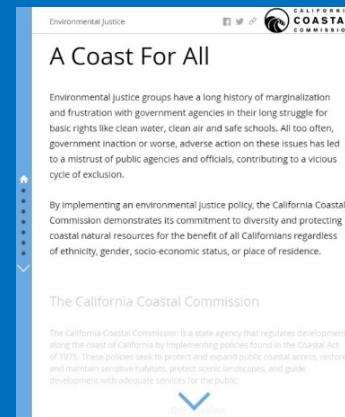 Environmental Justice
CALIFORNIA
COASTA
COMMISSION
A Coast For All
Environmental justice groups have a long history of marginalization
and frustration with government agencies in their long struggle for
basic rights like clean water, clean air and safe schools. All too often,
government inaction or worse, adverse action on these issues has led
to a mistrust of public agencies and officials, contributing to a vicious
cycle of exclusion.
By implementing an environmental justice policy, the California Coastal
Commission demonstrates its commitment to diversity and protecting
coastal natural resources for the benefit of all Californians regardless
of ethnicity, gender, socio-economic status, or place of residence.
The California Coastal Commission
The California Coastal Commission is a state agency that regulates development
along the coast of California by implementing policies found in the Coastal Act
of 1976. These policies seek to protect and expand public coastal access, restore
and maintain sensitive habitats, protect scenic landscapes, and guide
development with adequate services for the public.